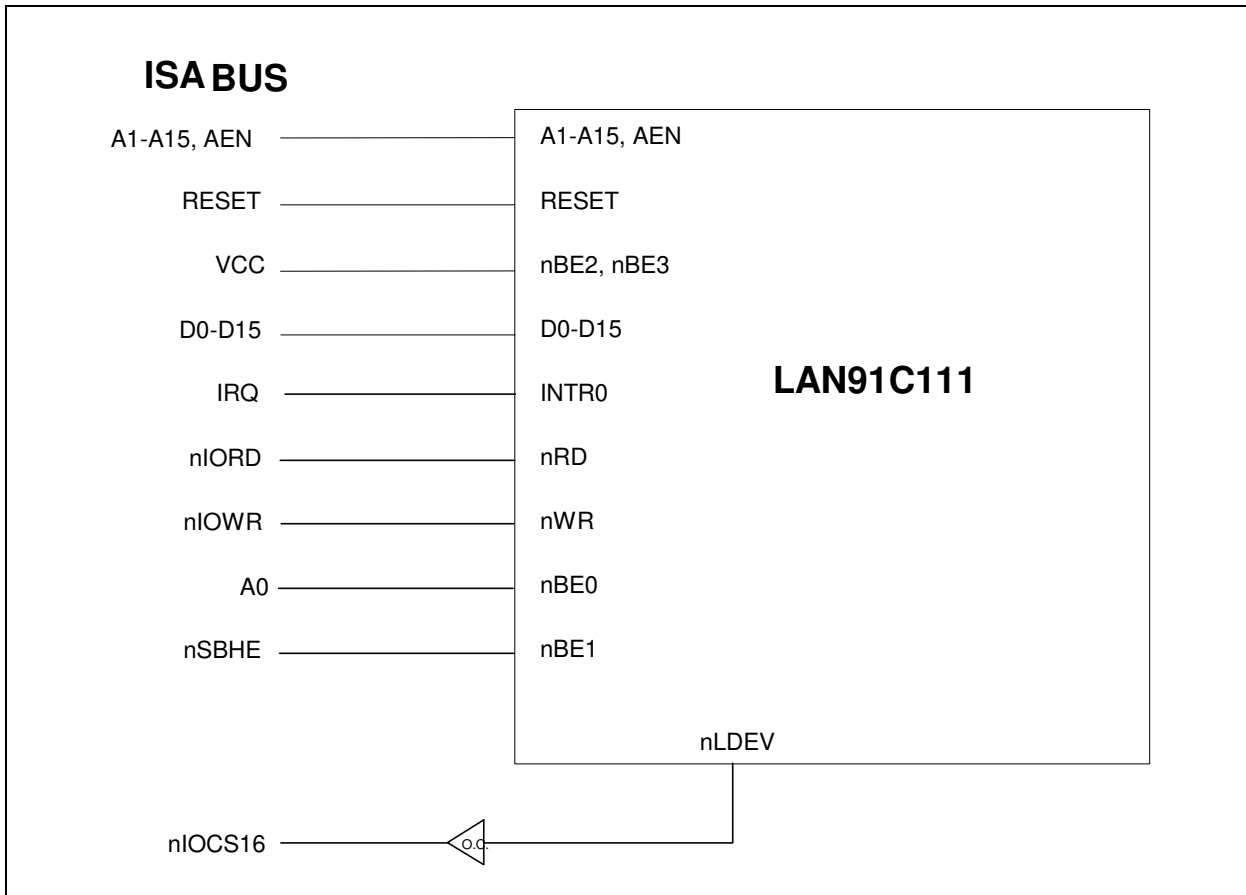 ISA BUS
A1-A15, AEN A1-A15, AEN
RESET RESET
VCC nBE2, nBE3
D0-D15 D0-D15
LAN91C111
IRQ INTR0
nIORD nRD
nIOWR nWR
A0 nBE0
nSBHE nBE1
nLDEV
nIOCS16 O.C.